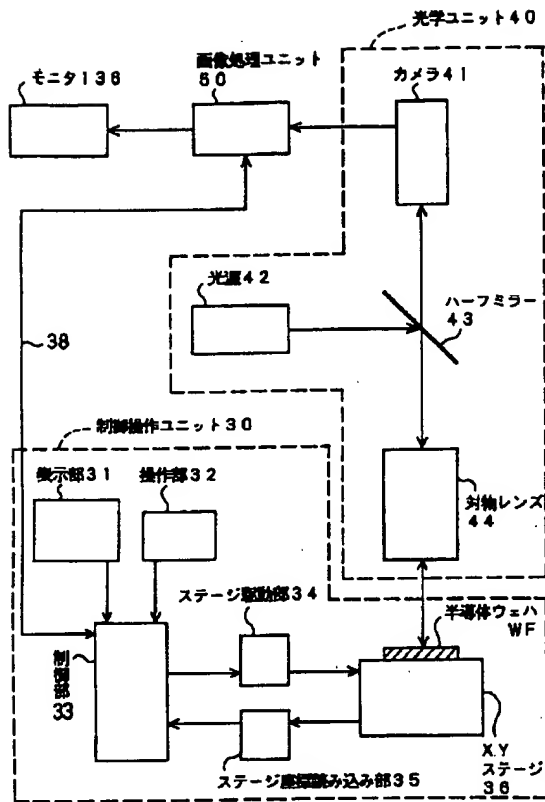 光学ユニット40
画像処理ユニット
50
カメラ41
モニタ136
光源42
ハーフミラー
43
38
制御操作ユニット30
表示部31
操作部32
対物レンズ
44
ステージ駆動部34
半導体ウェハ
WF
制御部
33
X.Y
ステージ
36
ステージ座標読み込み部35